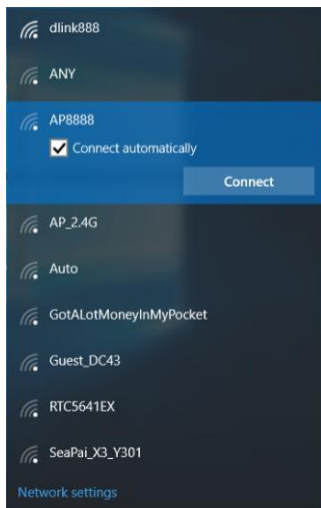 dlink888
ANY
AP8888
Connect automatically
Connect
AP_2.4G
Auto
GotALotMoneyInMyPocket
Guest_DC43
RTC5641EX
SeaPai_X3_Y301
Network settings